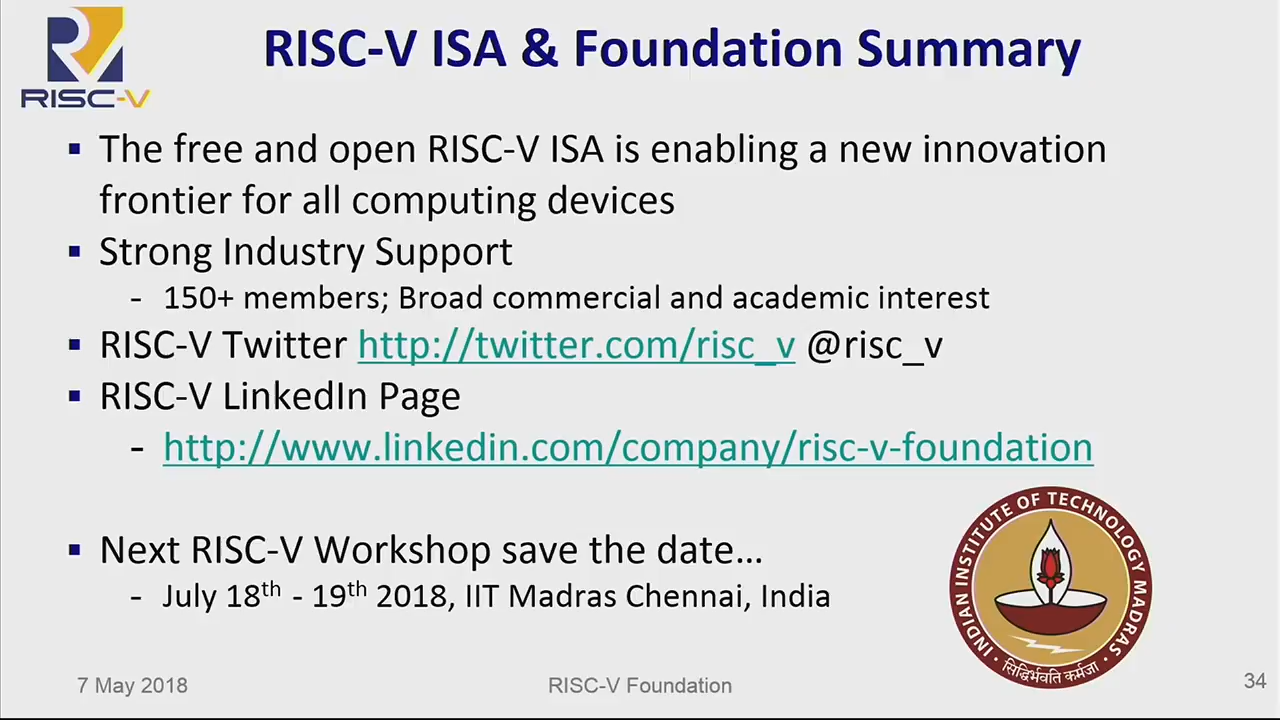 RISC-V ISA & Foundation Summary
RISC-V
▪ The free and open RISC-V ISA is enabling a new innovation
frontier for all computing devices
▪ Strong Industry Support
- 150+ members; Broad commercial and academic interest
▪ RISC-V Twitter http://twitter.com/risc_v @risc_v
▪ RISC-V LinkedIn Page
- http://www.linkedin.com/company/risc-v-foundation
▪ Next RISC-V Workshop save the date…
- July 18th - 19th 2018, IIT Madras Chennai, India
INDIAN INSTITUTE OF TECHNOLOGY MADRAS
सिद्धिर्भवति कर्मजा
7 May 2018
RISC-V Foundation
34